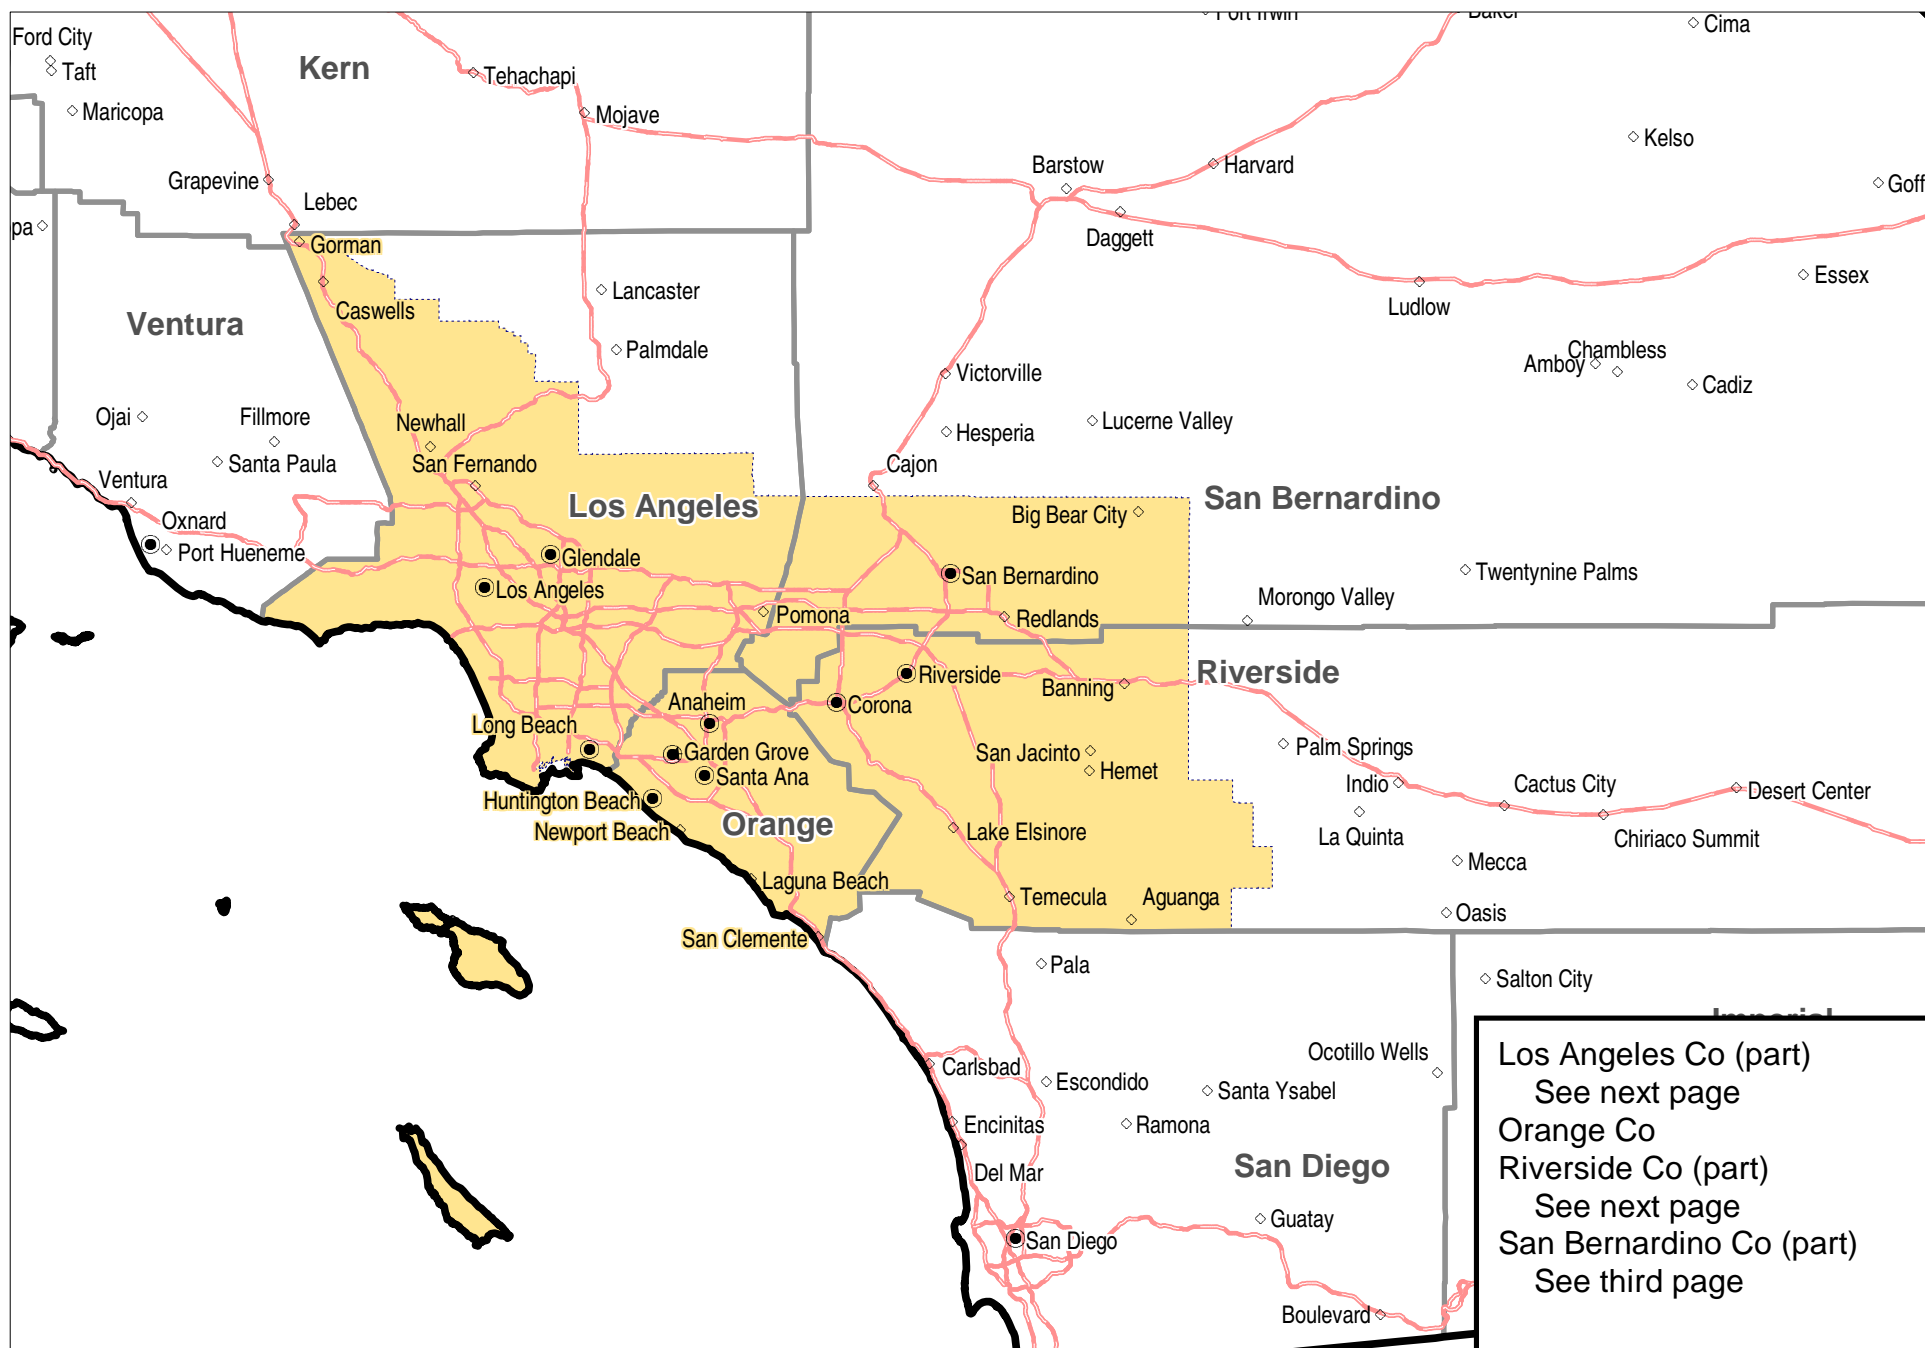 Ford City
Taft
Maricopa
Kern
Tehachapi
Mojave
Fort Irwin
Baker
Cima
Kelso
Goff
Barstow
Harvard
Daggett
Grapevine
Lebec
pa
Gorman
Caswells
Lancaster
Palmdale
Ventura
Ludlow
Essex
Chambless
Amboy
Cadiz
Victorville
Hesperia
Lucerne Valley
Cajon
Ojai
Fillmore
Santa Paula
Newhall
San Fernando
Ventura
Oxnard
Port Hueneme
Los Angeles
San Bernardino
Big Bear City
Glendale
Los Angeles
San Bernardino
Twentynine Palms
Morongo Valley
Pomona
Redlands
Riverside
Riverside
Banning
Corona
Anaheim
Long Beach
Garden Grove
Santa Ana
Huntington Beach
Newport Beach
Orange
San Jacinto
Hemet
Palm Springs
Indio
Cactus City
Desert Center
La Quinta
Chiriaco Summit
Mecca
Lake Elsinore
Laguna Beach
Temecula
Aguanga
Oasis
San Clemente
Pala
Salton City
Imperial
Ocotillo Wells
Carlsbad
Escondido
Santa Ysabel
Encinitas
Ramona
Del Mar
San Diego
Guatay
San Diego
Boulevard
Los Angeles Co (part)
See next page
Orange Co
Riverside Co (part)
See next page
San Bernardino Co (part)
See third page